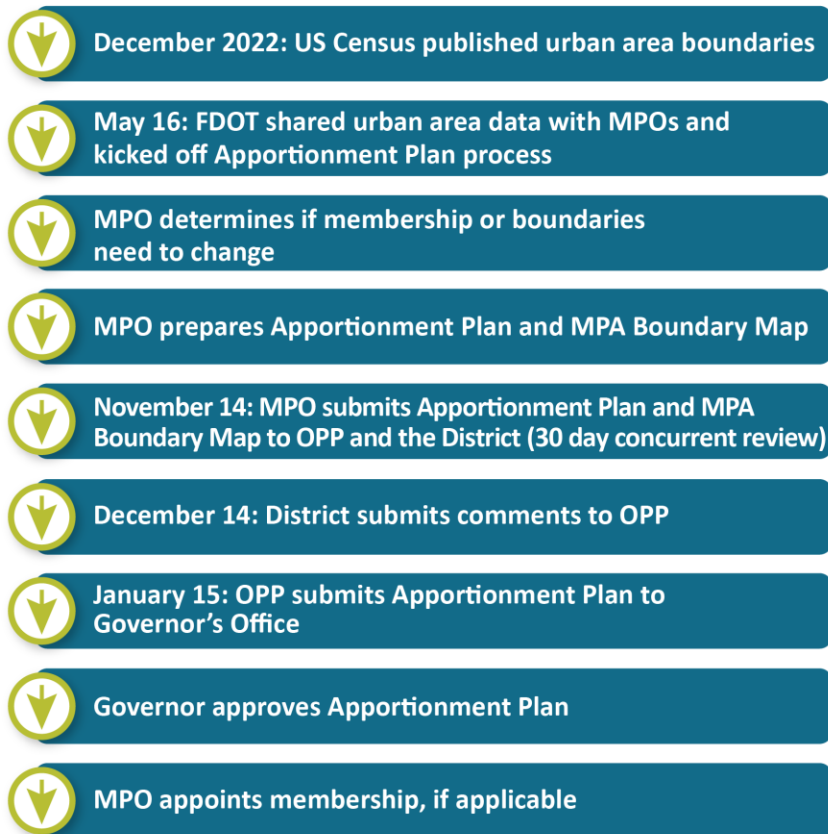 December 2022: US Census published urban area boundaries
May 16: FDOT shared urban area data with MPOs and
kicked off Apportionment Plan process
MPO determines if membership or boundaries
need to change
MPO prepares Apportionment Plan and MPA Boundary Map
November 14: MPO submits Apportionment Plan and MPA
Boundary Map to OPP and the District (30 day concurrent review)
December 14: District submits comments to OPP
January 15: OPP submits Apportionment Plan to
Governor’s Office
Governor approves Apportionment Plan
MPO appoints membership, if applicable